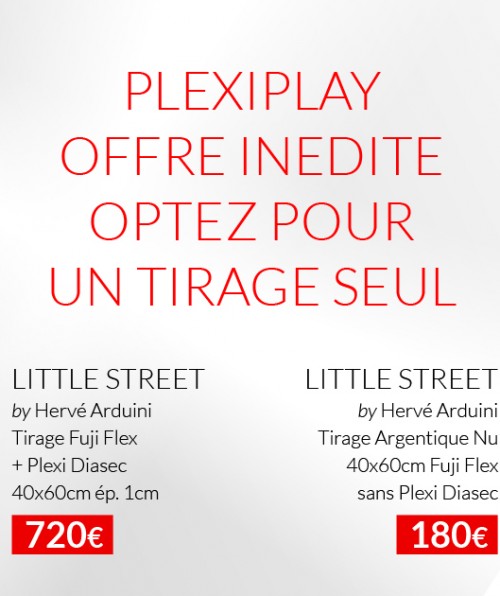 PLEXIPLAY
OFFRE INEDITE
OPTEZ POUR
UN TIRAGE SEUL
LITTLE STREET
by Hervé Arduini
Tirage Fuji Flex
+ Plexi Diasec
40x60cm ép. 1cm
720€
LITTLE STREET
by Hervé Arduini
Tirage Argentique Nu
40x60cm Fuji Flex
sans Plexi Diasec
180€